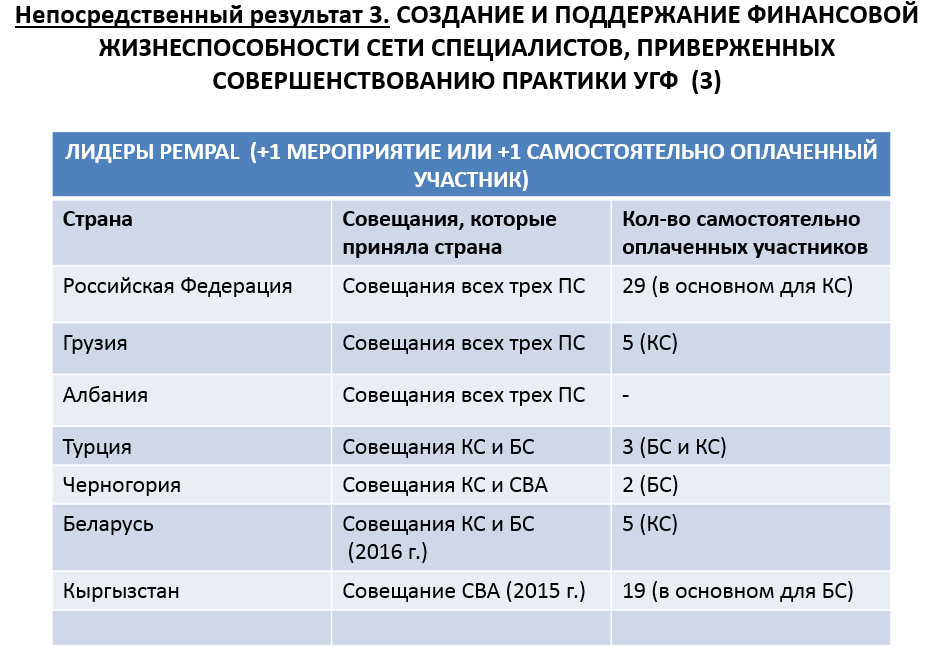 Непосредственный результат 3. СОЗДАНИЕ И ПОДДЕРЖАНИЕ ФИНАНСОВОЙ
ЖИЗНЕСПОСОБНОСТИ СЕТИ СПЕЦИАЛИСТОВ, ПРИВЕРЖЕННЫХ
СОВЕРШЕНСТВОВАНИЮ ПРАКТИКИ УГФ (3)
ЛИДЕРЫ PEMPAL (+1 МЕРОПРИЯТИЕ ИЛИ +1 САМОСТОЯТЕЛЬНО ОПЛАЧЕННЫЙ
УЧАСТНИК)
Страна
Совещания, которые
приняла страна
Кол-во самостоятельно
оплаченных участников
Российская Федерация
Совещания всех трех ПС
29 (в основном для КС)
Грузия
Совещания всех трех ПС
5 (КС)
Албания
Совещания всех трех ПС
-
Турция
Совещания КС и БС
3 (БС и КС)
Черногория
Совещания КС и СВА
2 (БС)
Беларусь
Совещания КС и БС
(2016 г.)
5 (КС)
Кыргызстан
Совещание СВА (2015 г.)
19 (в основном для БС)